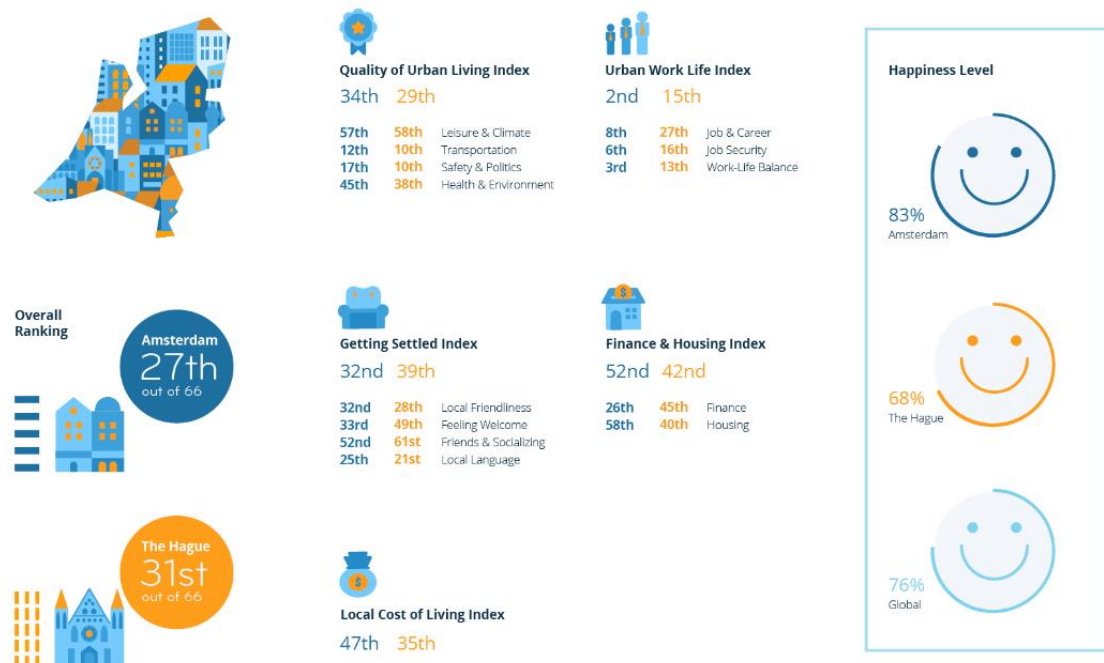 Quality of Urban Living Index
34th 29th
57th 58th Leisure & Climate
12th 10th Transportation
17th 10th Safety & Politics
45th 38th Health & Environment
Urban Work Life Index
2nd 15th
8th 27th Job & Career
6th 16th Job Security
3rd 13th Work-Life Balance
Overall
Ranking
Amsterdam
27th
out of 66
Getting Settled Index
32nd 39th
32nd 28th Local Friendliness
33rd 49th Feeling Welcome
52nd 61st Friends & Socializing
25th 21st Local Language
Finance & Housing Index
52nd 42nd
26th 45th Finance
58th 40th Housing
The Hague
31st
out of 66
Local Cost of Living Index
47th 35th
Happiness Level
83%
Amsterdam
68%
The Hague
76%
Global
$
$